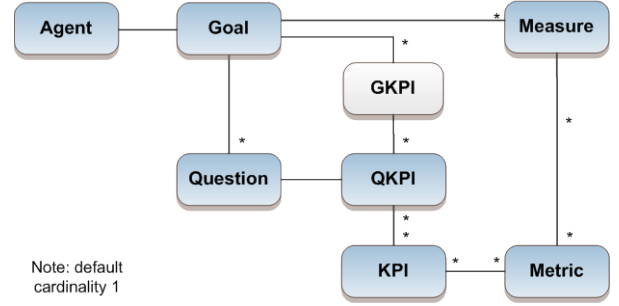 Agent
Goal
*
Measure
*
GKPI
*
*
*
Question
QKPI
*
*
*
KPI
*
*
Metric
Note: default
cardinality 1